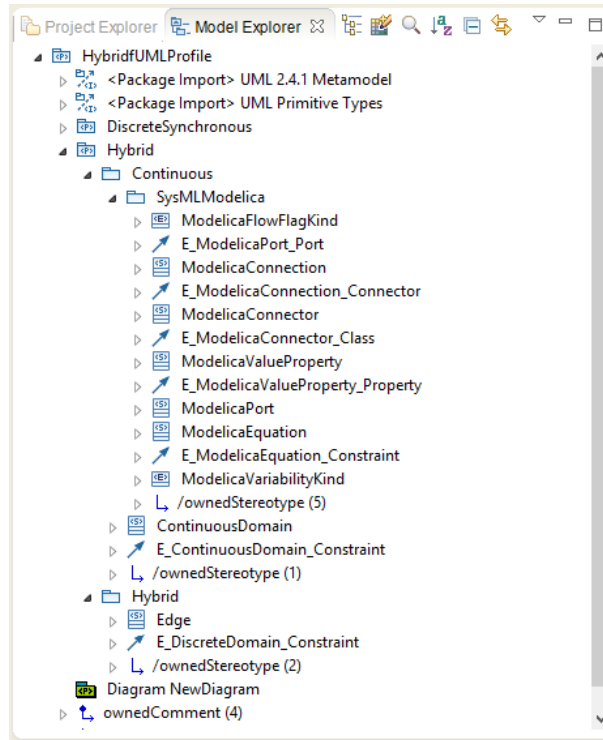 Project Explorer Model Explorer
HybridfUMLProfile
<Package Import> UML 2.4.1 Metamodel
<Package Import> UML Primitive Types
DiscreteSynchronous
Hybrid
Continuous
SysMLModelica
ModelicaFlowFlagKind
E_ModelicaPort_Port
ModelicaConnection
E_ModelicaConnection_Connector
ModelicaConnector
E_ModelicaConnector_Class
ModelicaValueProperty
E_ModelicaValueProperty_Property
ModelicaPort
ModelicaEquation
E_ModelicaEquation_Constraint
ModelicaVariabilityKind
/ownedStereotype (5)
ContinuousDomain
E_ContinuousDomain_Constraint
/ownedStereotype (1)
Hybrid
Edge
E_DiscreteDomain_Constraint
/ownedStereotype (2)
Diagram NewDiagram
ownedComment (4)